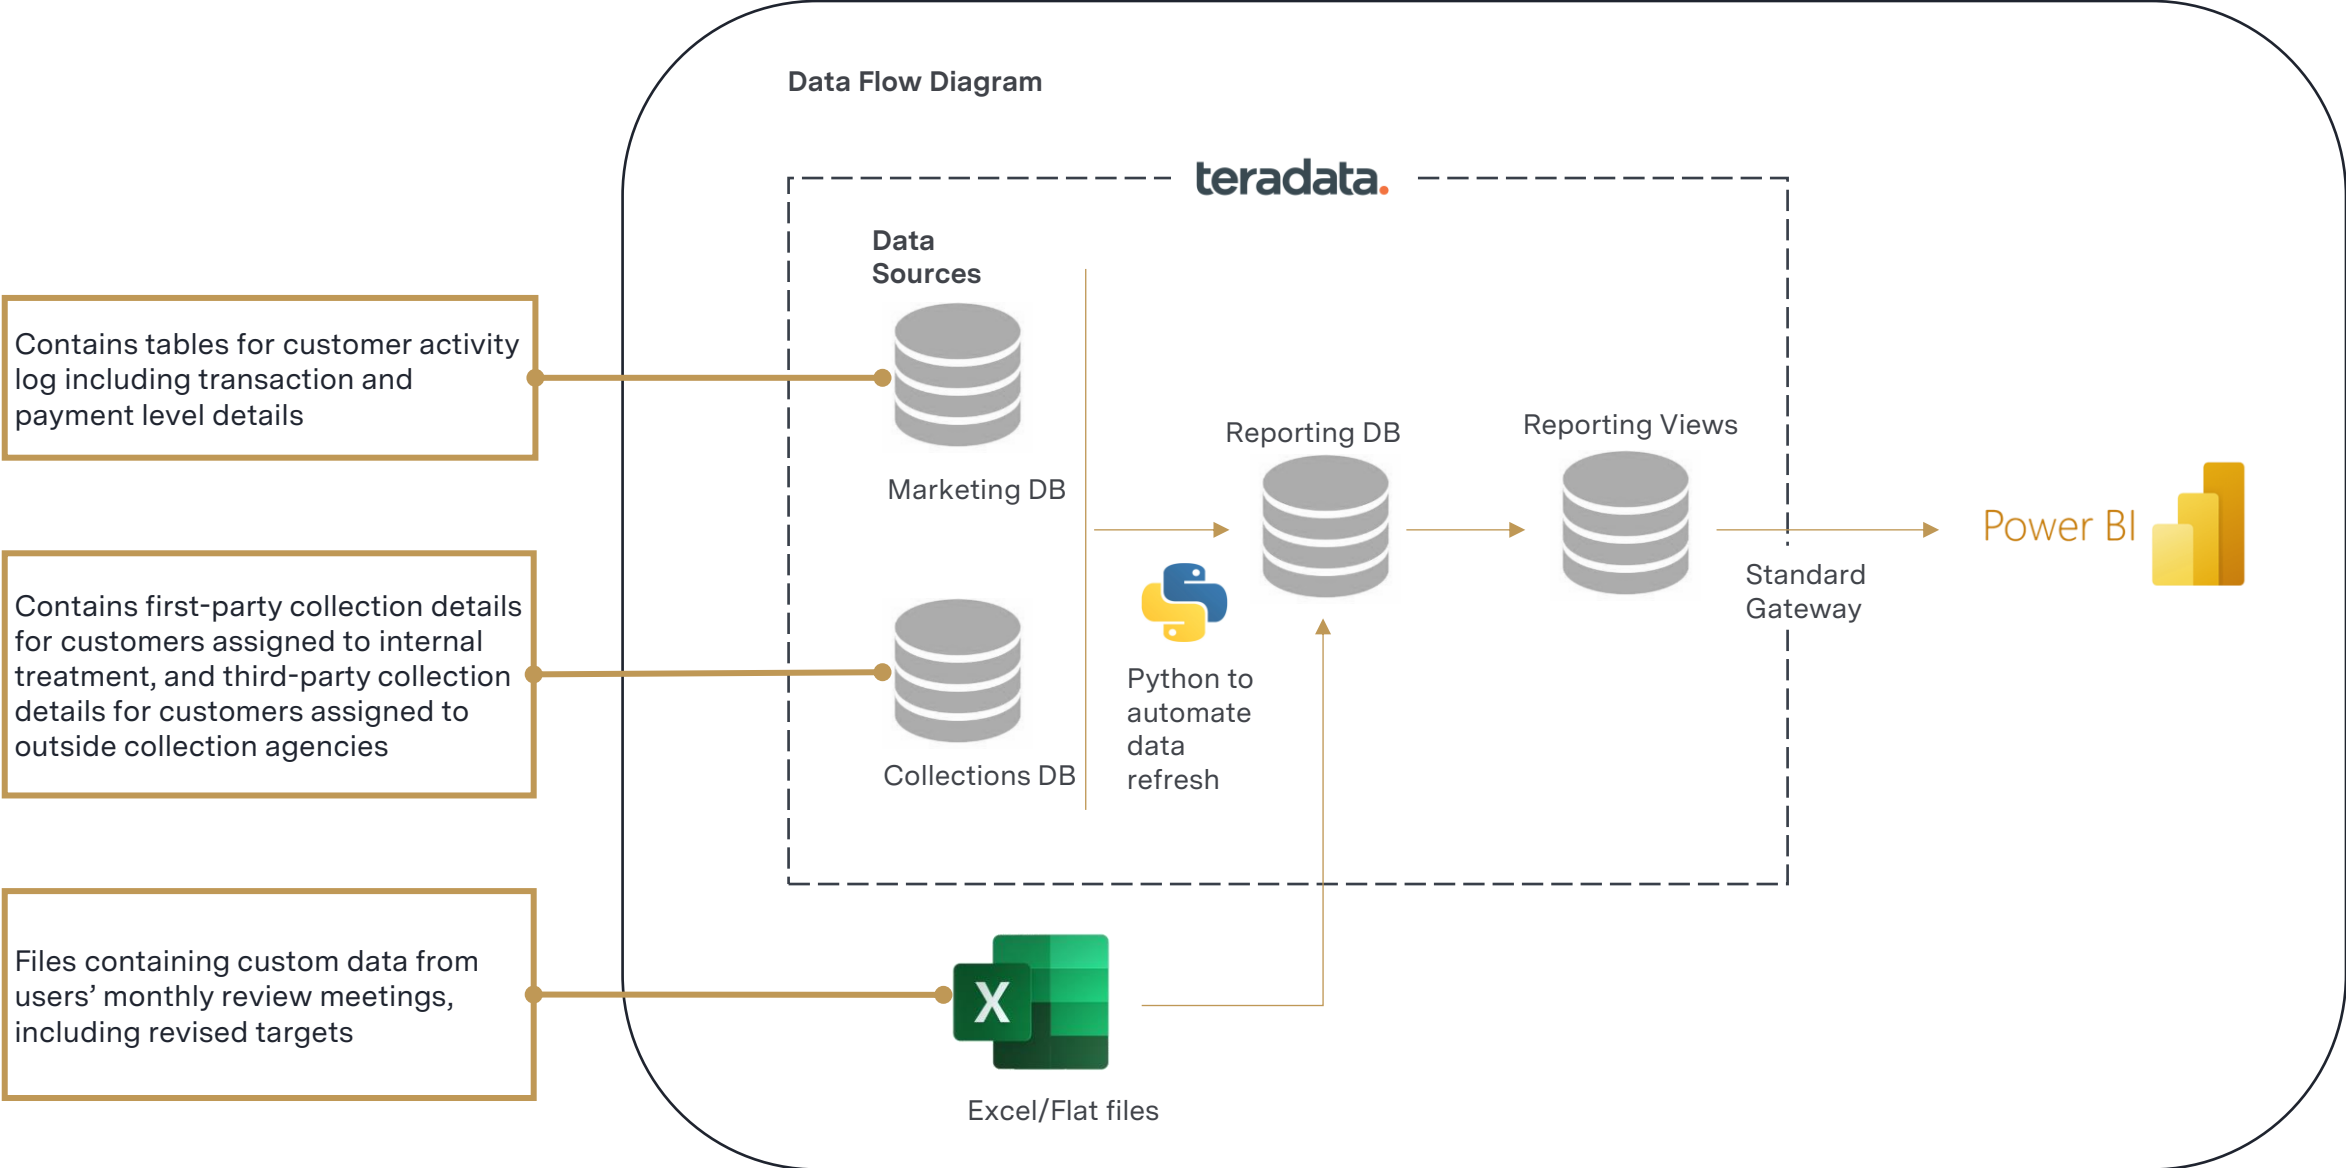 Data Flow Diagram
teradata.
Data
Sources
Contains tables for customer activity
log including transaction and
payment level details
Marketing DB
Reporting DB
Reporting Views
Power BI
Standard
Gateway
Contains first-party collection details
for customers assigned to internal
treatment, and third-party collection
details for customers assigned to
outside collection agencies
Collections DB
Python to
automate
data
refresh
Files containing custom data from
users’ monthly review meetings,
including revised targets
X
Excel/Flat files